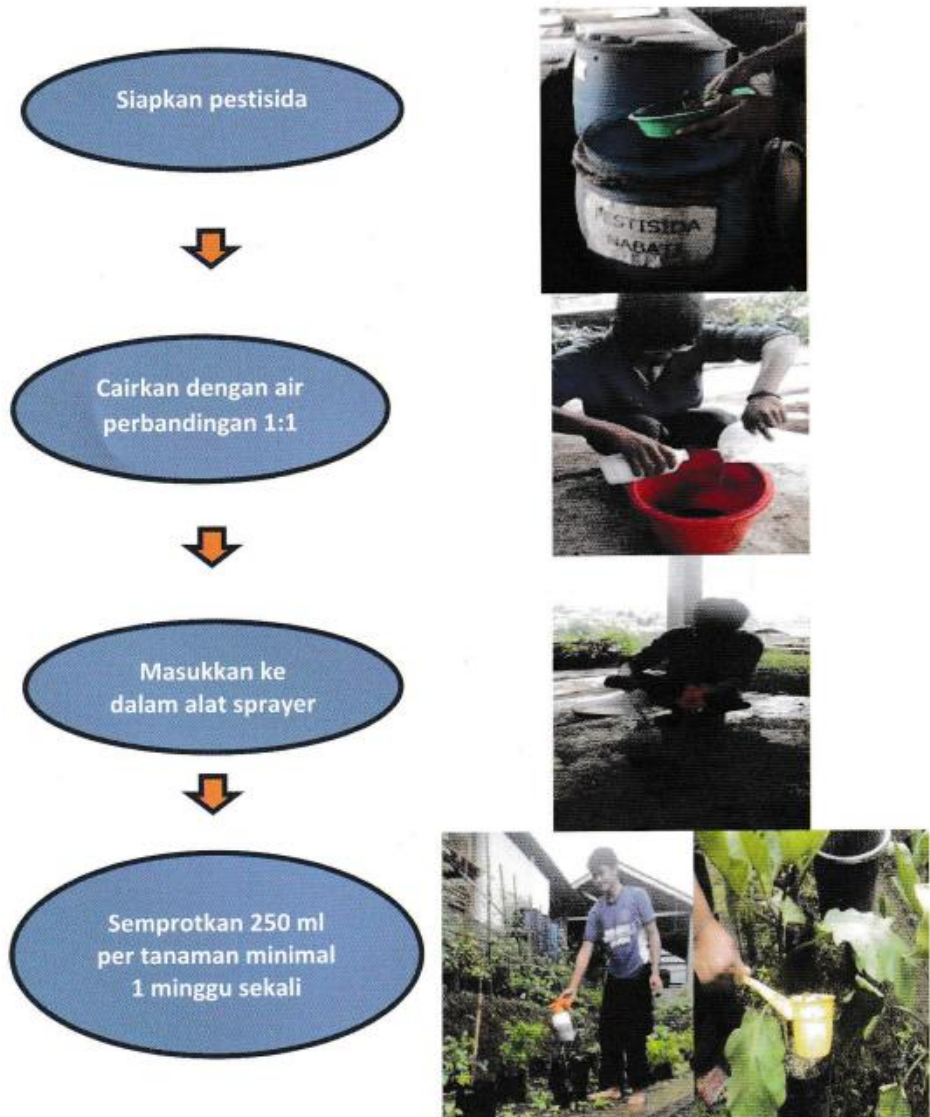 Siapkan pestisida
PESTISIDA
NABATI
Cairkan dengan air
perbandingan 1:1
Masukkan ke
dalam alat sprayer
Semprotkan 250 ml
per tanaman minimal
1 minggu sekali